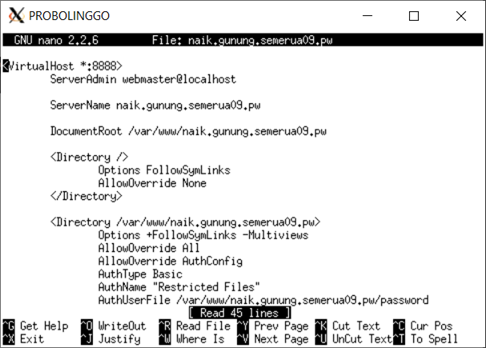 PROBOLINGGO
GNU nano 2.2.6 File: naik.gunung.semerua09.pw
<VirtualHost *:8888>
ServerAdmin webmaster@localhost
ServerName naik.gunung.semerua09.pw
DocumentRoot /var/www/naik.gunung.semerua09.pw
<Directory />
Options FollowSymLinks
AllowOverride None
</Directory>
<Directory /var/www/naik.gunung.semerua09.pw>
Options +FollowSymLinks -Multiviews
AllowOverride All
AllowOverride AuthConfig
AuthType Basic
AuthName "Restricted Files"
AuthUserFile /var/www/naik.gunung.semerua09.pw/password
[ Read 45 lines ]
^G Get Help ^O WriteOut ^R Read File ^Y Prev Page ^K Cut Text ^C Cur Pos
^X Exit ^J Justify ^W Where Is ^V Next Page ^U UnCut Text ^T To Spell